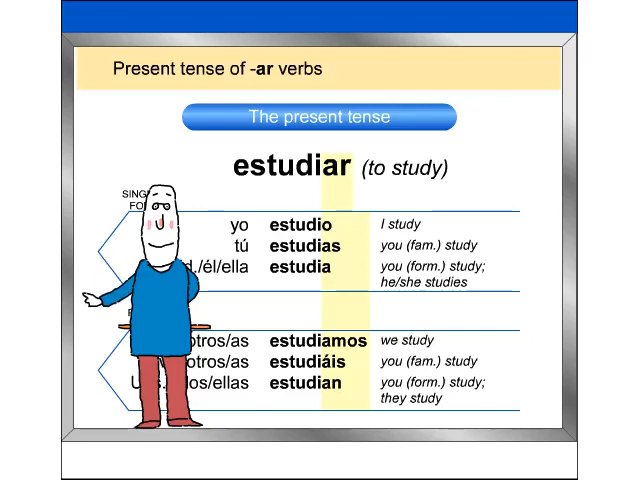 Present tense of -ar verbs
The present tense
estudiar (to study)
yo estudio I study
tú estudias you (fam.) study
/él/ella estudia you (form.) study;
he/she studies
estudiamos we study
estudiáis you (fam.) study
estudian you (form.) study;
they study